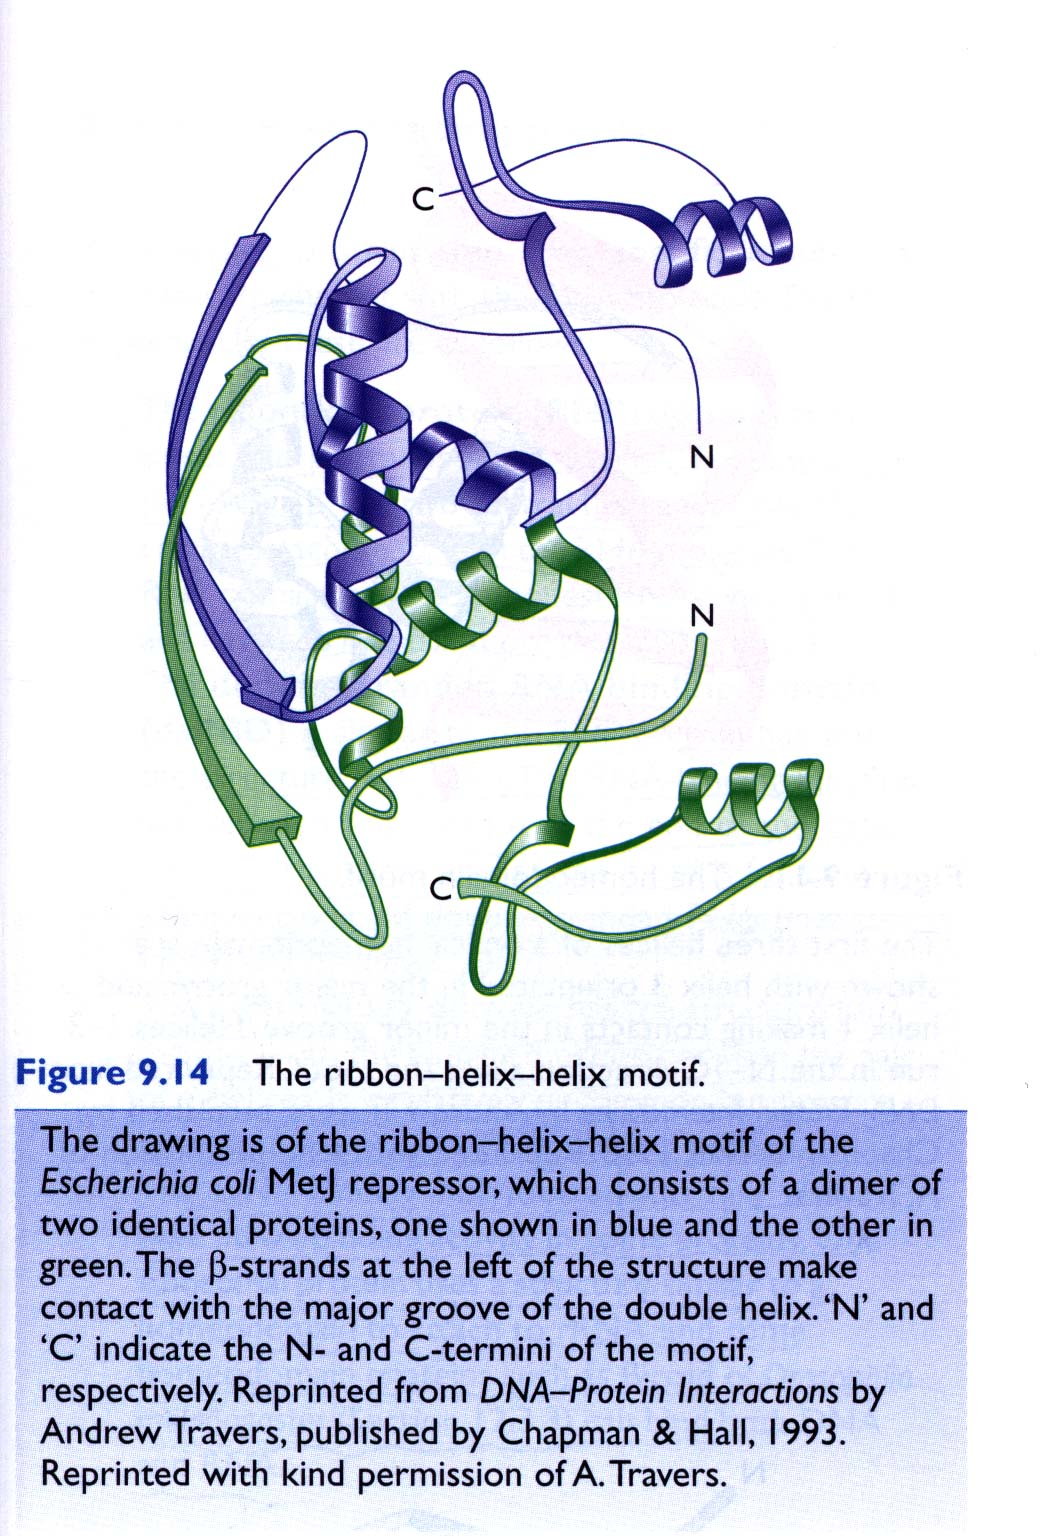 C
N
N
C
Figure 9.14 The ribbon–helix–helix motif.
The drawing is of the ribbon–helix–helix motif of the
Escherichia coli MetJ repressor, which consists of a dimer of
two identical proteins, one shown in blue and the other in
green. The β-strands at the left of the structure make
contact with the major groove of the double helix. ‘N’ and
‘C’ indicate the N- and C-termini of the motif,
respectively. Reprinted from DNA–Protein Interactions by
Andrew Travers, published by Chapman & Hall, 1993.
Reprinted with kind permission of A. Travers.